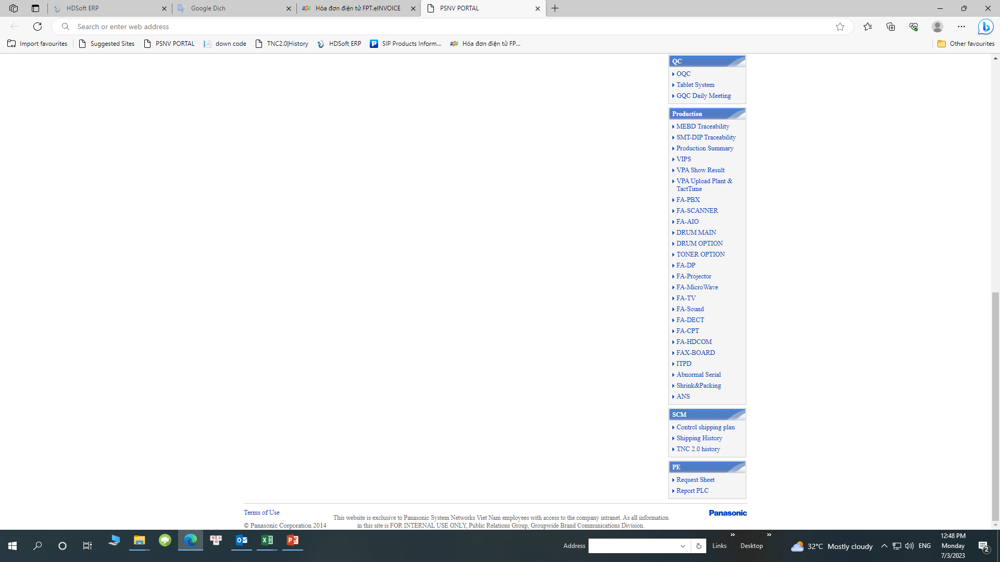 HDSoft ERP
Google Dịch
Hóa đơn điện tử FPT.eINVOICE
PSNV PORTAL
Search or enter web address
Import favourites
Suggested Sites
PSNV PORTAL
down code
TNC2.0|History
HDSoft ERP
SIP Products Inform...
Hóa đơn điện tử FP...
Other favourites
QC
OQC
Tablet System
GQC Daily Meeting
Production
MEBD Traceability
SMT-DIP Traceability
Production Summary
VIPS
VPA Show Result
VPA Upload Plant &
TactTime
FA-PBX
FA-SCANNER
FA-AIO
DRUM MAIN
DRUM OPTION
TONER OPTION
FA-DP
FA-Projector
FA-MicroWave
FA-TV
FA-Sound
FA-DECT
FA-CPT
FA-HDCOM
FAX-BOARD
ITPD
Abnormal Serial
Shrink&Packing
ANS
SCM
Control shipping plan
Shipping History
TNC 2.0 history
PE
Request Sheet
Report PLC
Terms of Use
© Panasonic Corporation 2014
This website is exclusive to Panasonic System Networks Viet Nam employees with access to the company intranet. As all information
in this site is FOR INTERNAL USE ONLY, Public Relations Group, Groupwide Brand Communications Division.
Panasonic
Address
Links
Desktop
32°C Mostly cloudy
ENG
12:48 PM
Monday
7/3/2023
2